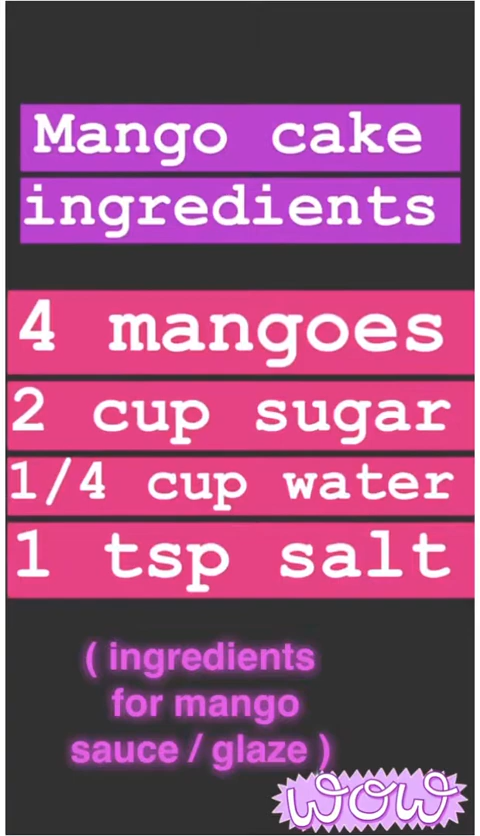 Mango cake
ingredients
4 mangoes
2 cup sugar
1/4 cup water
1 tsp salt
( ingredients
for mango
sauce / glaze )
wow